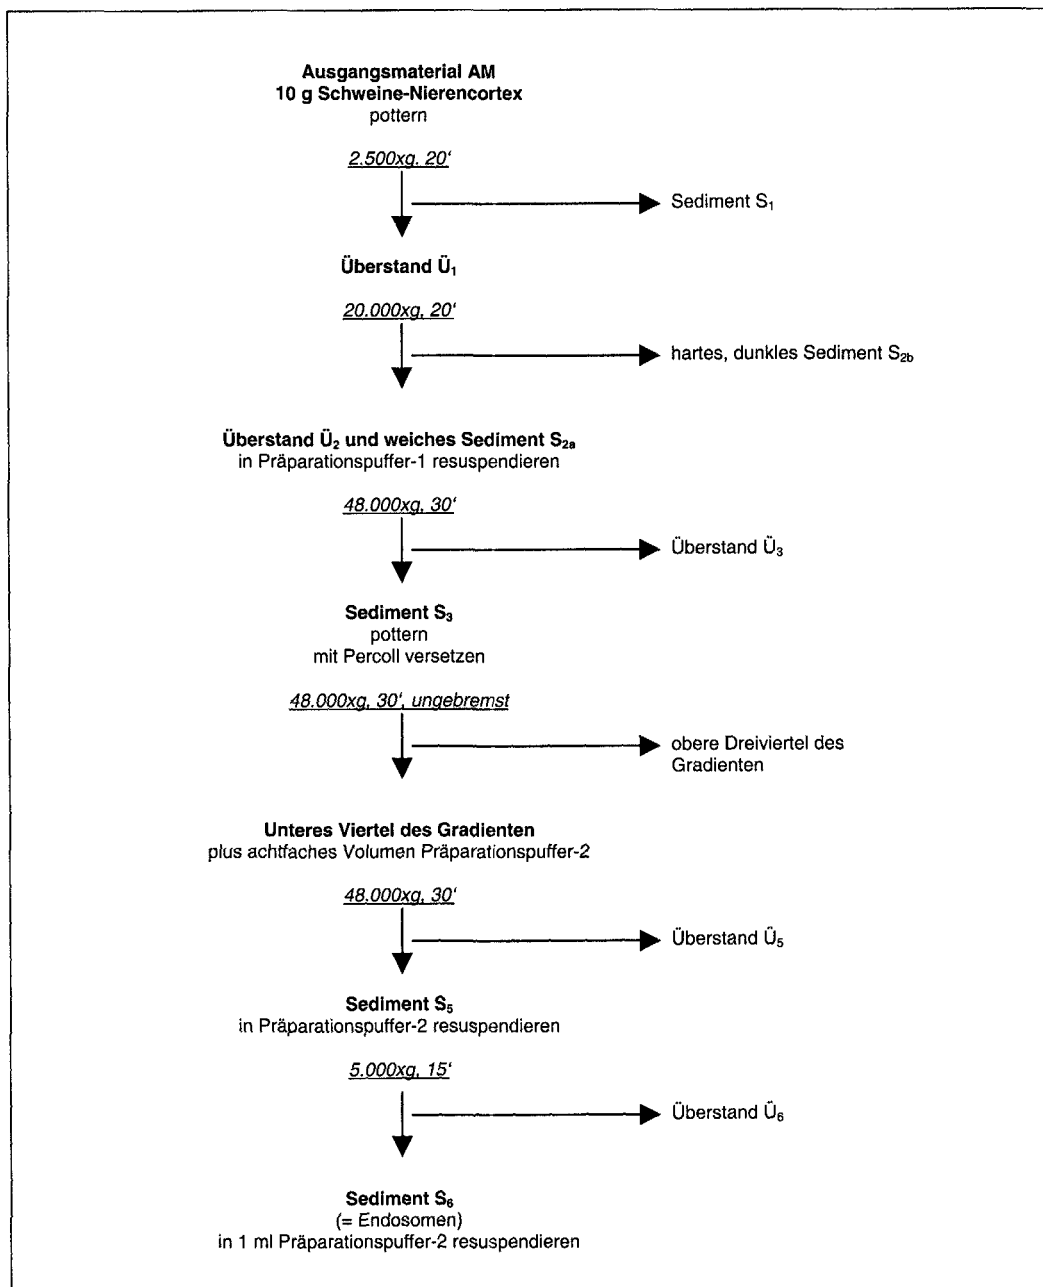 Ausgangsmaterial AM
10 g Schweine-Nierencortex
pottern
2.500xg. 20‘
Sediment S₁
Überstand Ü₁
20.000xg, 20‘
hartes, dunkles Sediment S₂b
Überstand Ü₂ und weiches Sediment S₂a
in Präparationspuffer-1 resuspendieren
48.000xg, 30‘
Überstand Ü₃
Sediment S₃
pottern
mit Percoll versetzen
48.000xg, 30‘, ungebremst
obere Dreiviertel des
Gradienten
Unteres Viertel des Gradienten
plus achtfaches Volumen Präparationspuffer-2
48.000xg, 30‘
Überstand Ü₅
Sediment S₅
in Präparationspuffer-2 resuspendieren
5.000xg, 15‘
Überstand Ü₆
Sediment S₆
(= Endosomen)
in 1 ml Präparationspuffer-2 resuspendieren